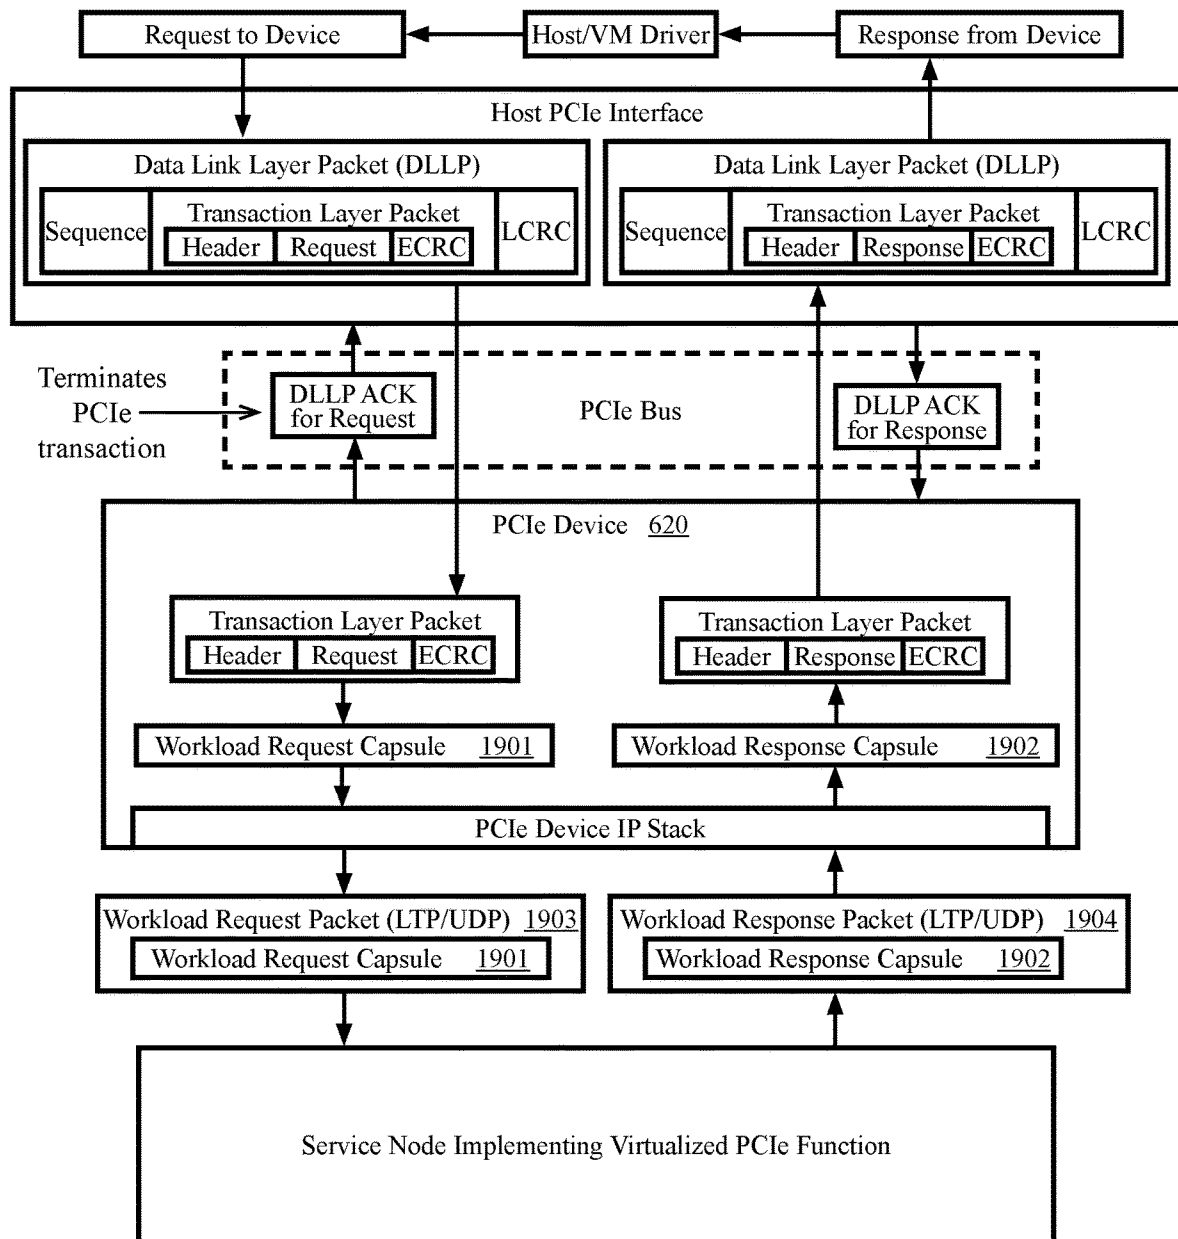 Request to Device
Host/VM Driver
Response from Device
Host PCIe Interface
Data Link Layer Packet (DLLP)
Sequence
Transaction Layer Packet
Header
Request
ECRC
LCRC
Data Link Layer Packet (DLLP)
Sequence
Transaction Layer Packet
Header
Response
ECRC
LCRC
Terminates
PCIe
transaction
DLLP ACK
for Request
PCIe Bus
DLLP ACK
for Response
PCIe Device 620
Transaction Layer Packet
Header
Request
ECRC
Transaction Layer Packet
Header
Response
ECRC
Workload Request Capsule 1901
Workload Response Capsule 1902
PCIe Device IP Stack
Workload Request Packet (LTP/UDP) 1903
Workload Request Capsule 1901
Workload Response Packet (LTP/UDP) 1904
Workload Response Capsule 1902
Service Node Implementing Virtualized PCIe Function